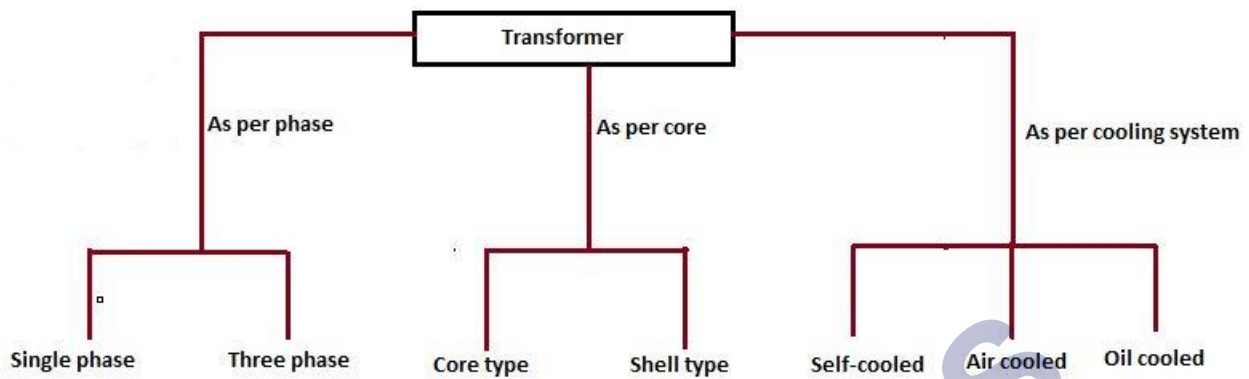 Transformer
As per phase
As per core
As per cooling system
Single phase
Three phase
Core type
Shell type
Self-cooled
Air cooled
Oil cooled